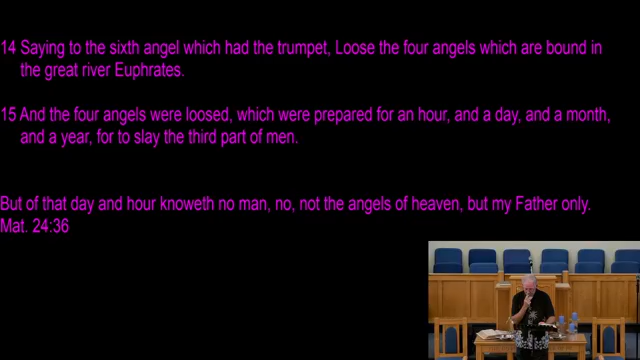 14 Saying to the sixth angel which had the trumpet, Loose the four angels which are bound in
the great river Euphrates.
15 And the four angels were loosed, which were prepared for an hour, and a day, and a month,
and a year, for to slay the third part of men.
But of that day and hour knoweth no man, no, not the angels of heaven, but my Father only.
Mat. 24:36